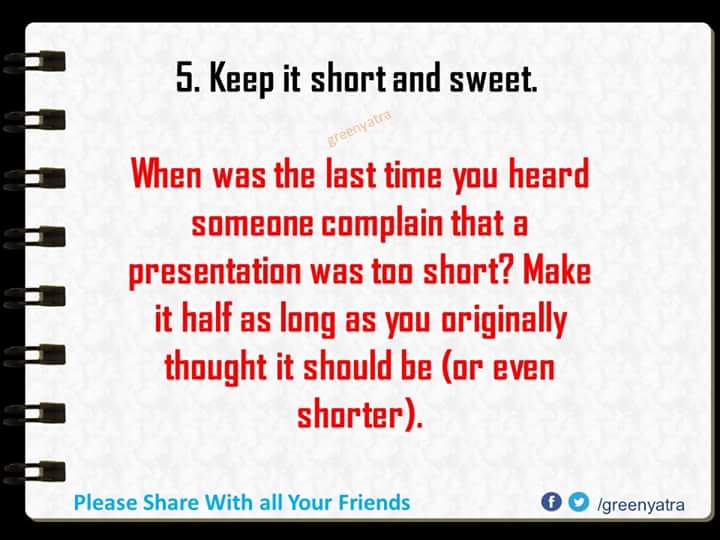 5. Keep it short and sweet.
greenyatra
When was the last time you heard
someone complain that a
presentation was too short? Make
it half as long as you originally
thought it should be (or even
shorter).
Please Share With all Your Friends
/greenyatra